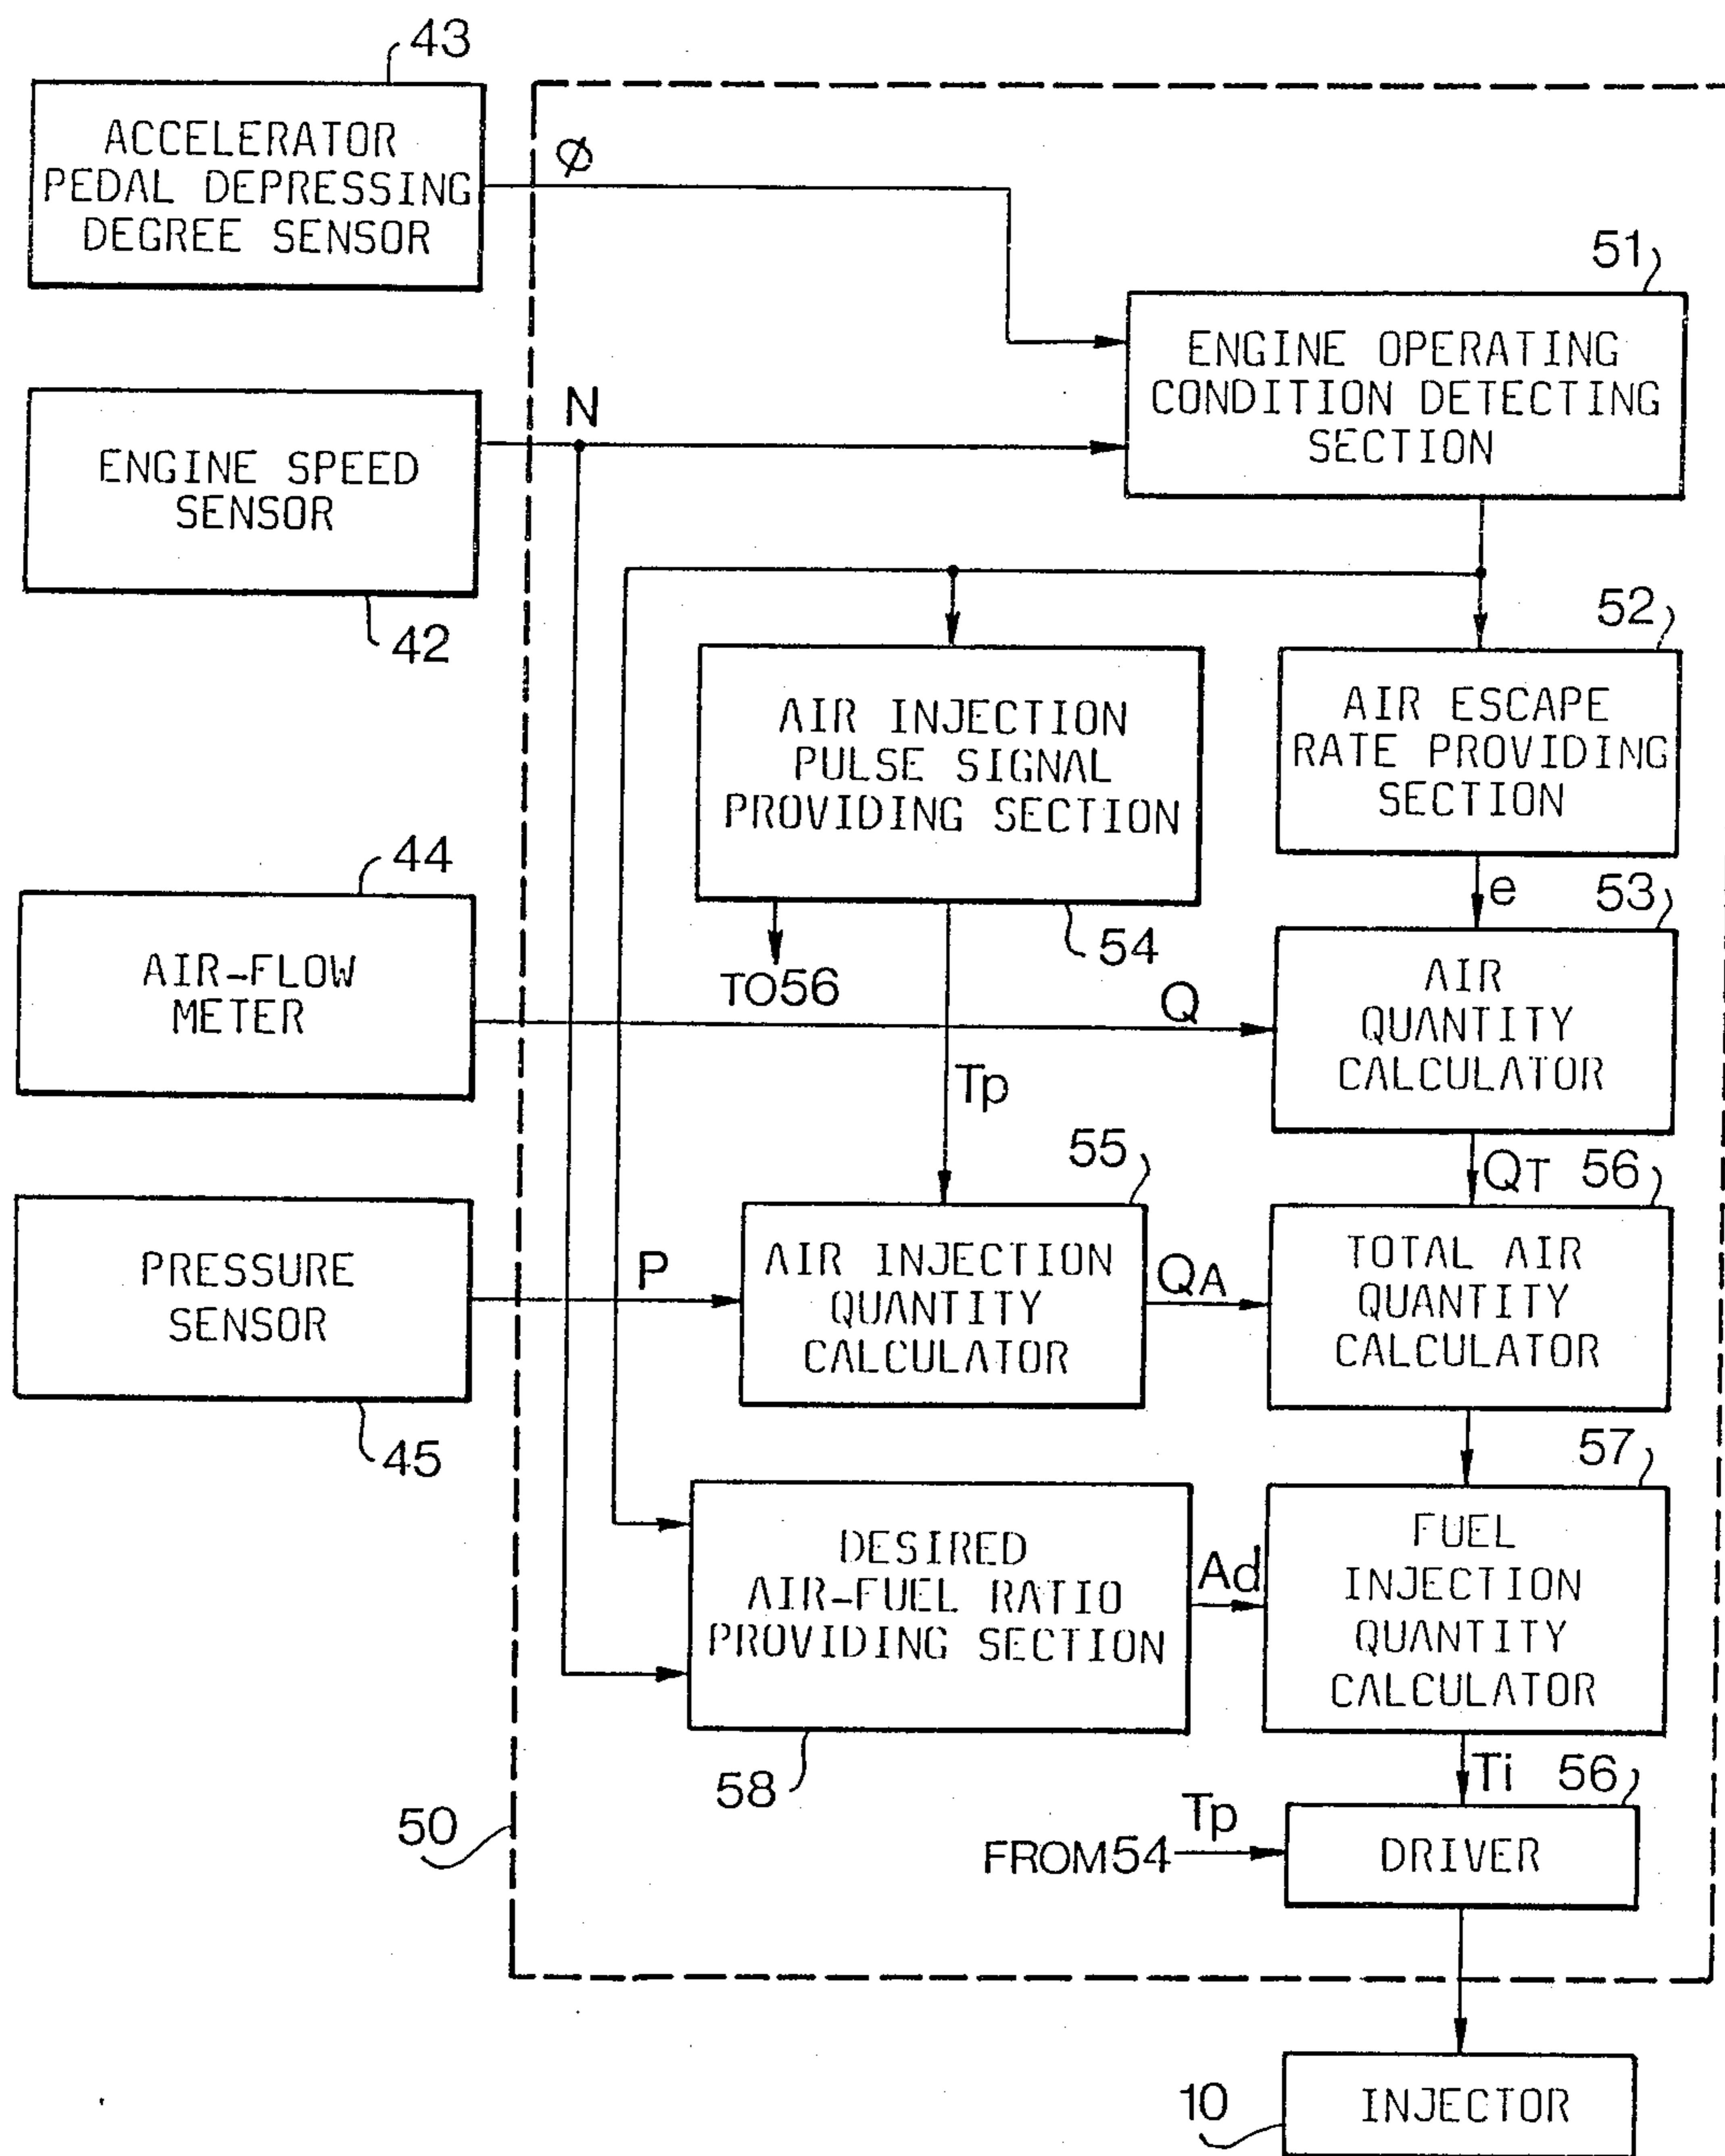 43
ACCELERATOR
PEDAL DEPRESSING
DEGREE SENSOR
Ø
51
ENGINE OPERATING
CONDITION DETECTING
SECTION
N
ENGINE SPEED
SENSOR
42
52
AIR INJECTION
PULSE SIGNAL
PROVIDING SECTION
AIR ESCAPE
RATE PROVIDING
SECTION
44
e
53
54
TO56
AIR-FLOW
METER
Q
AIR
QUANTITY
CALCULATOR
Tp
55
QT
56
PRESSURE
SENSOR
P
AIR INJECTION
QUANTITY
CALCULATOR
QA
TOTAL AIR
QUANTITY
CALCULATOR
45
57
DESIRED
AIR-FUEL RATIO
PROVIDING SECTION
Ad
FUEL
INJECTION
QUANTITY
CALCULATOR
58
Ti
56
50
Tp
FROM54
DRIVER
10
INJECTOR